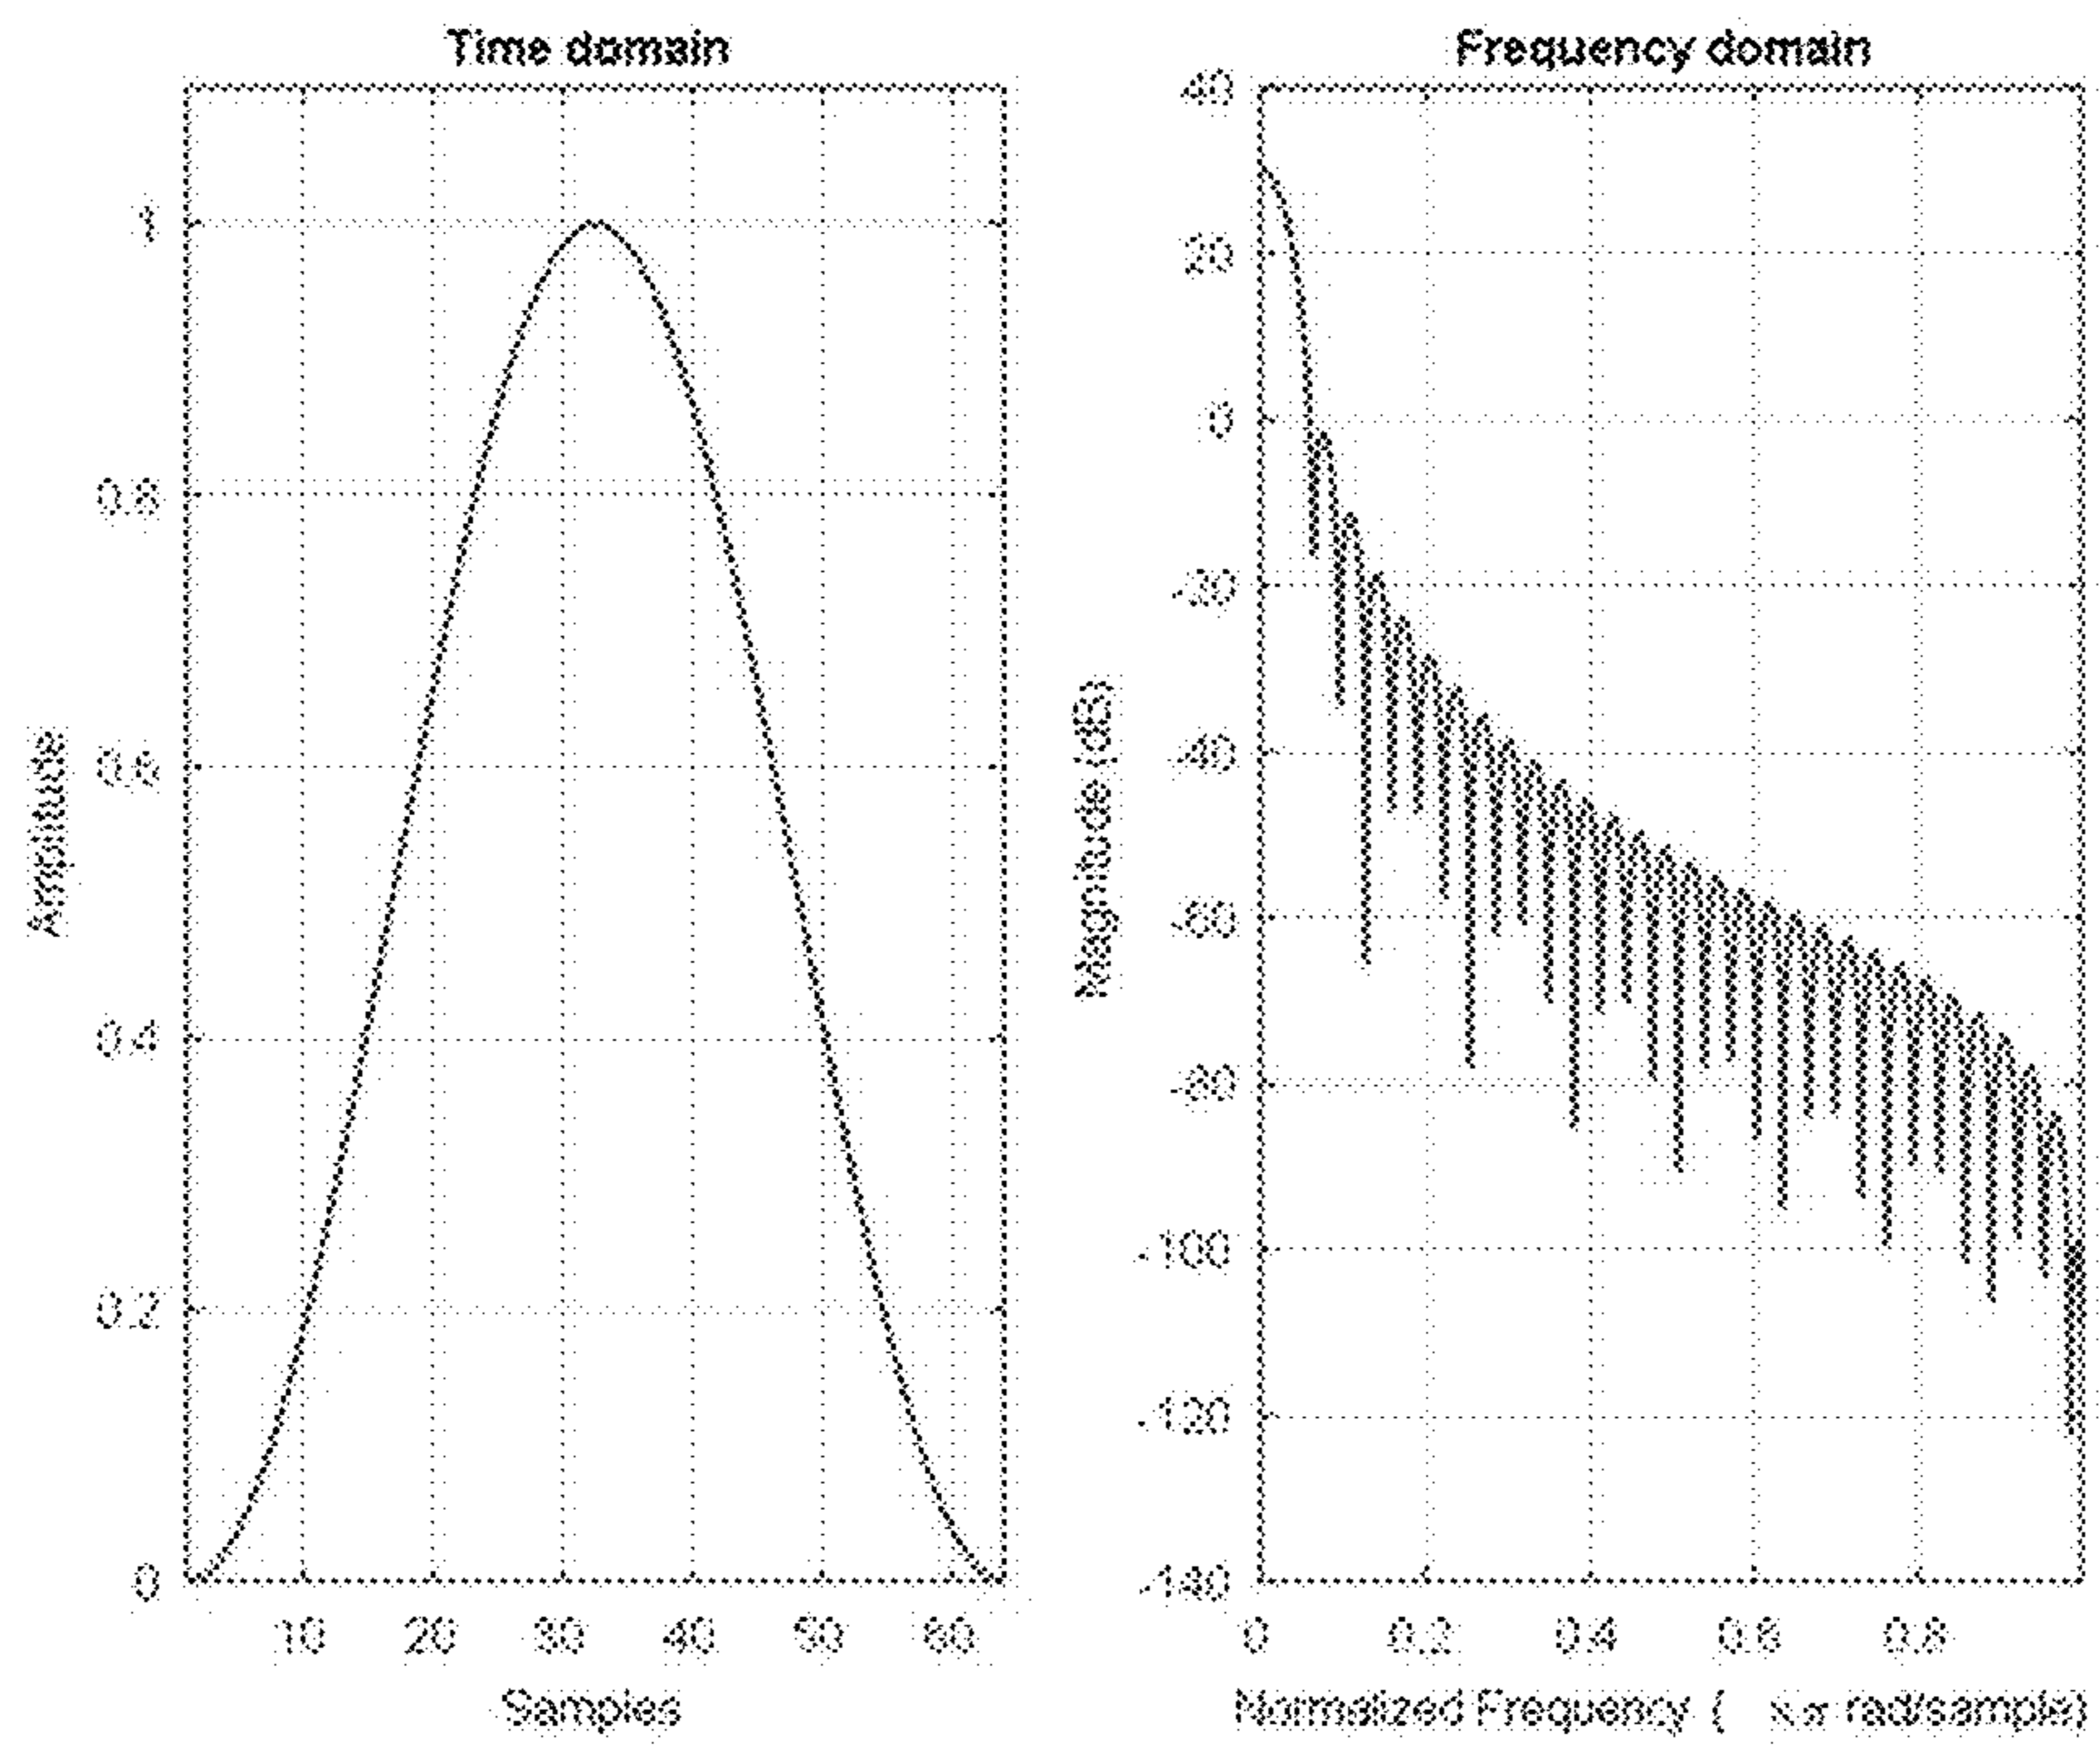 Time domain
Amplitude
1
0.8
0.6
0.4
0.2
0
10 20 30 40 50 60
Samples
Frequency domain
Magnitude (dB)
40
20
0
-20
-40
-60
-80
-100
-120
-140
0 0.2 0.4 0.6 0.8
Normalized Frequency ( ×π rad/sample)